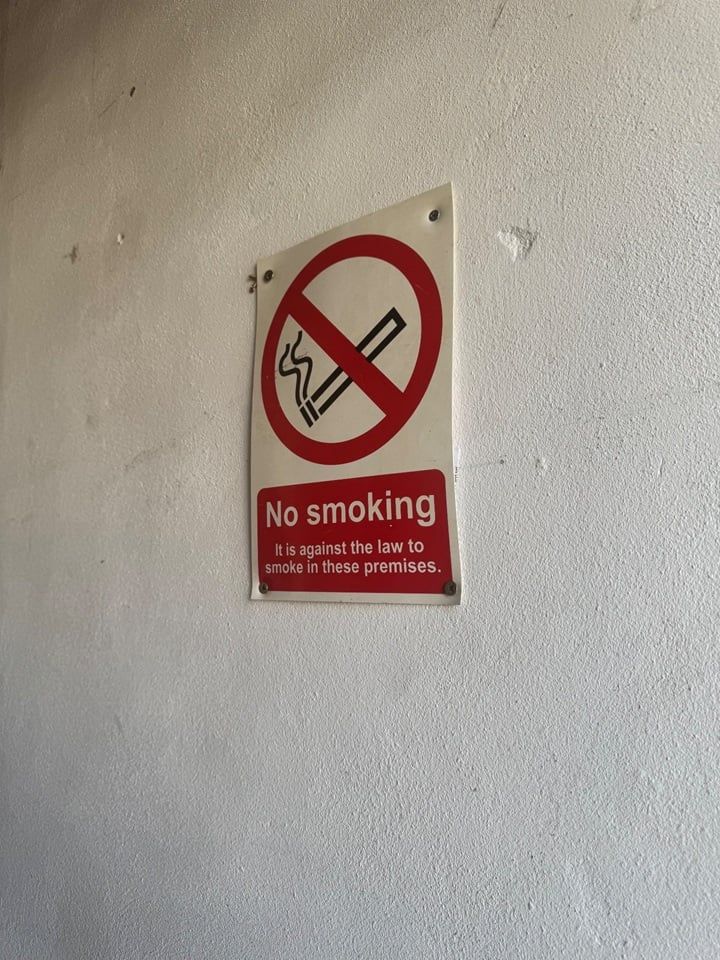 No smoking
It is against the law to
smoke in these premises.